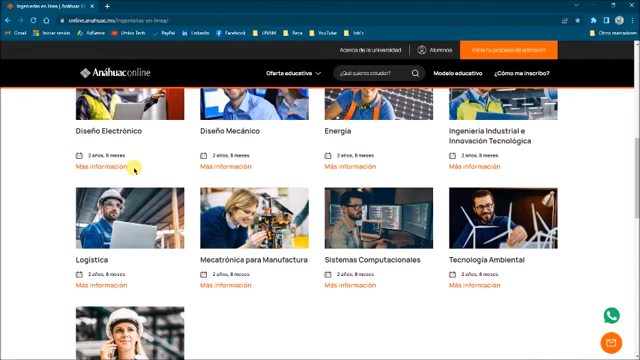 Ingenierías en línea | Anáhuac On
online.anahuac.mx/ingenierias-en-linea/
Gmail Iniciar sesión AdSense Unión Tech PayPal LinkedIn Facebook UNAM Beca YouTube Job's Otros marcadores
Acerca de la universidad Alumnos Inicia tu proceso de admisión
Anáhuac online Oferta educativa ¿Qué quieres estudiar? Modelo educativo ¿Cómo me inscribo?
Diseño Electrónico Diseño Mecánico Energía Ingeniería Industrial e
Innovación Tecnológica
2 años, 8 meses 2 años, 8 meses 2 años, 8 meses 2 años, 8 meses
Más información Más información Más información Más información
Logística Mecatrónica para Manufactura Sistemas Computacionales Tecnología Ambiental
2 años, 8 meses 2 años, 8 meses 2 años, 8 meses 2 años, 8 meses
Más información Más información Más información Más información